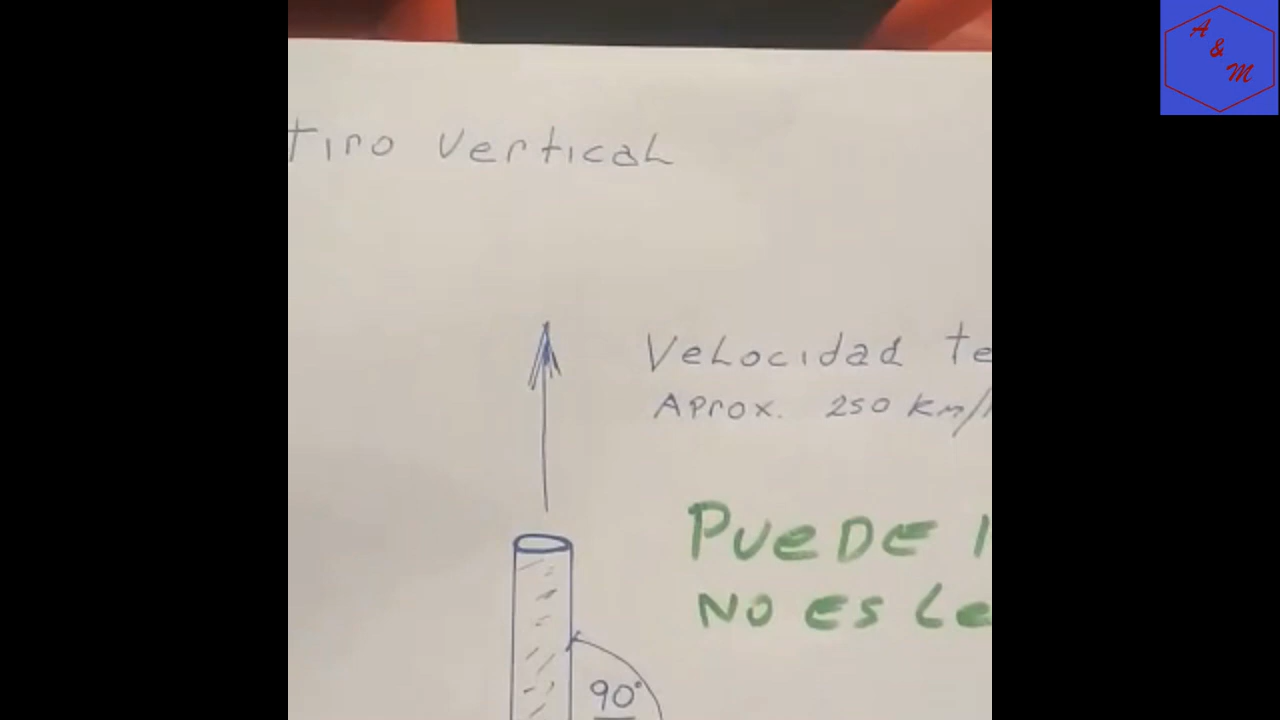 A
&
M
Tiro Vertical
Velocidad te
Aprox. 250 Km/
PUEDE
NO ES Le
90°